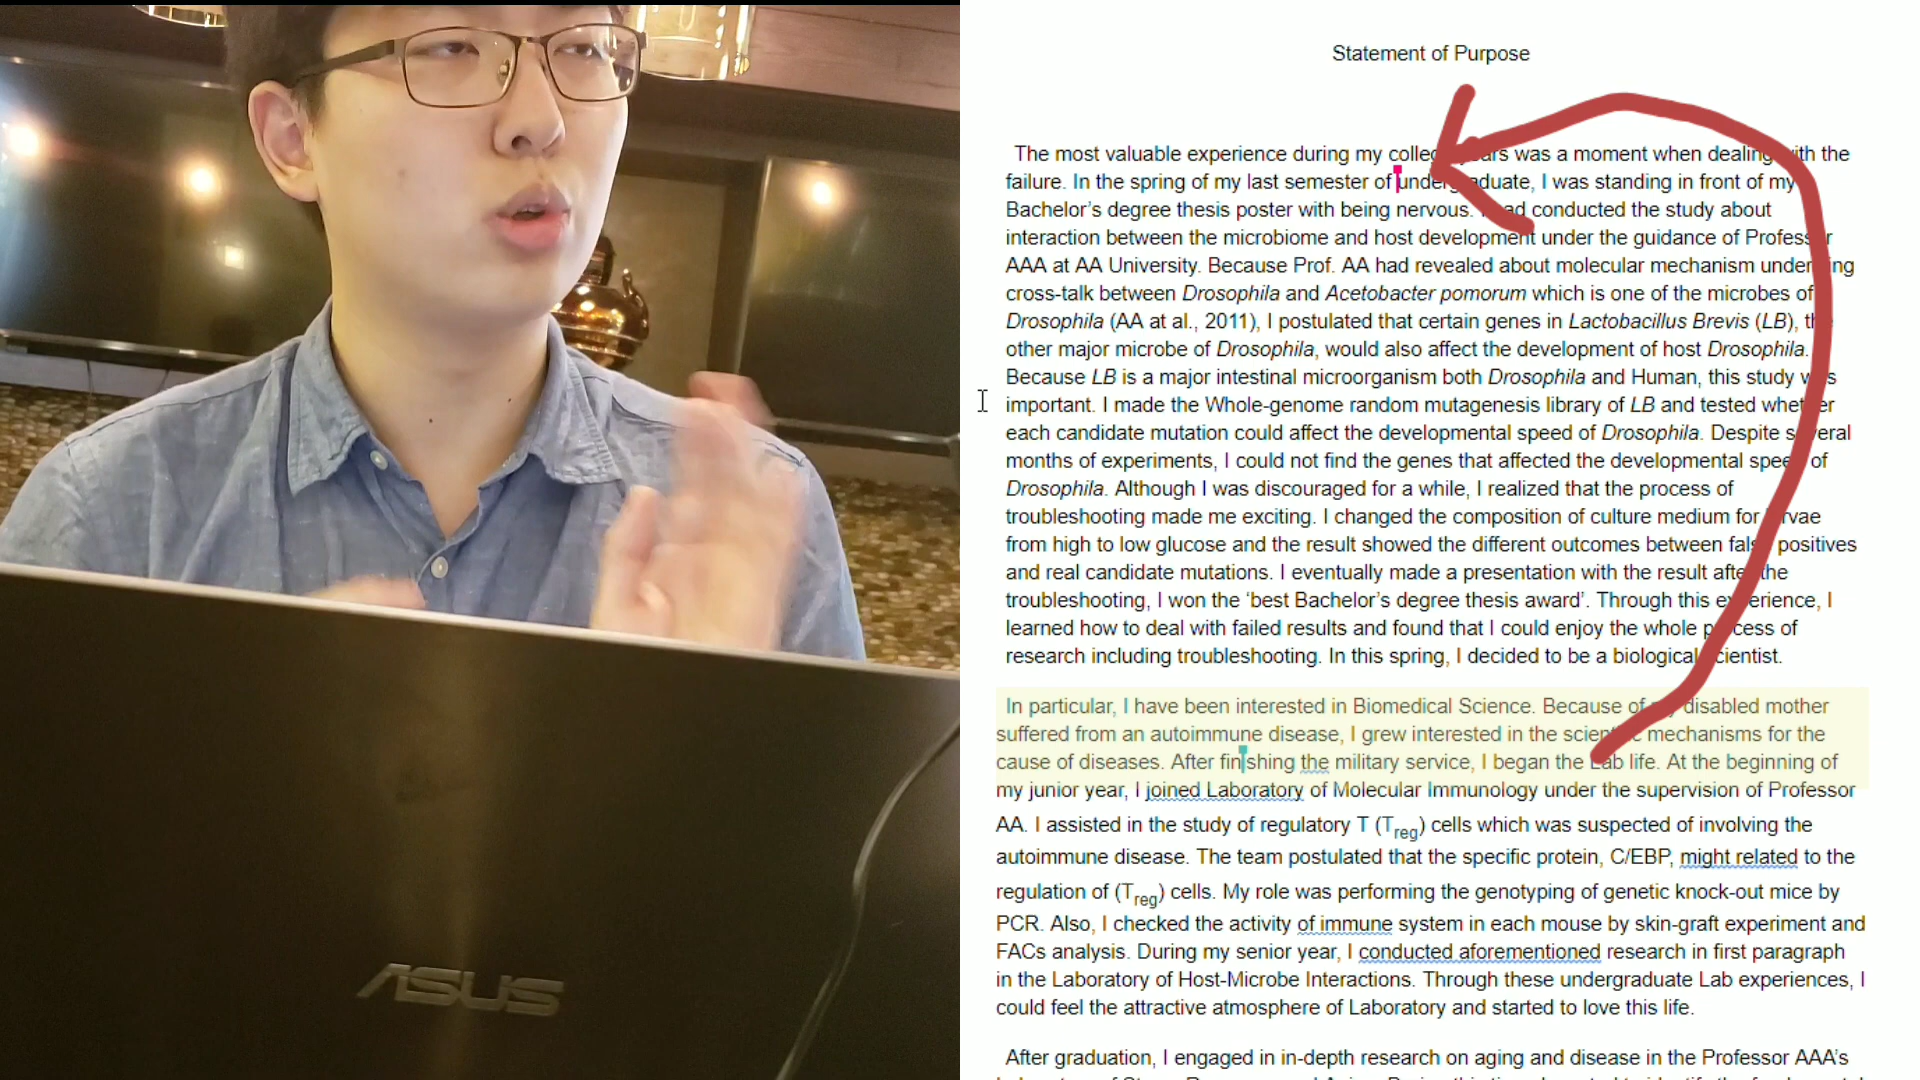 Statement of Purpose
The most valuable experience during my college years was a moment when dealing with the
failure. In the spring of my last semester of undergraduate, I was standing in front of my
Bachelor's degree thesis poster with being nervous. I had conducted the study about
interaction between the microbiome and host development under the guidance of Professor
AAA at AA University. Because Prof. AA had revealed about molecular mechanism underlying
cross-talk between Drosophila and Acetobacter pomorum which is one of the microbes of
Drosophila (AA at al., 2011), I postulated that certain genes in Lactobacillus Brevis (LB), the
other major microbe of Drosophila, would also affect the development of host Drosophila.
Because LB is a major intestinal microorganism both Drosophila and Human, this study was
important. I made the Whole-genome random mutagenesis library of LB and tested whether
each candidate mutation could affect the developmental speed of Drosophila. Despite several
months of experiments, I could not find the genes that affected the developmental speed of
Drosophila. Although I was discouraged for a while, I realized that the process of
troubleshooting made me exciting. I changed the composition of culture medium for larvae
from high to low glucose and the result showed the different outcomes between false positives
and real candidate mutations. I eventually made a presentation with the result after the
troubleshooting, I won the ‘best Bachelor's degree thesis award’. Through this experience, I
learned how to deal with failed results and found that I could enjoy the whole process of
research including troubleshooting. In this spring, I decided to be a biological scientist.
In particular, I have been interested in Biomedical Science. Because of my disabled mother
suffered from an autoimmune disease, I grew interested in the scientific mechanisms for the
cause of diseases. After finishing the military service, I began the Lab life. At the beginning of
my junior year, I joined Laboratory of Molecular Immunology under the supervision of Professor
AA. I assisted in the study of regulatory T (Treg) cells which was suspected of involving the
autoimmune disease. The team postulated that the specific protein, C/EBP, might related to the
regulation of (Treg) cells. My role was performing the genotyping of genetic knock-out mice by
PCR. Also, I checked the activity of immune system in each mouse by skin-graft experiment and
FACs analysis. During my senior year, I conducted aforementioned research in first paragraph
in the Laboratory of Host-Microbe Interactions. Through these undergraduate Lab experiences, I
could feel the attractive atmosphere of Laboratory and started to love this life.
After graduation, I engaged in in-depth research on aging and disease in the Professor AAA's
ASUS